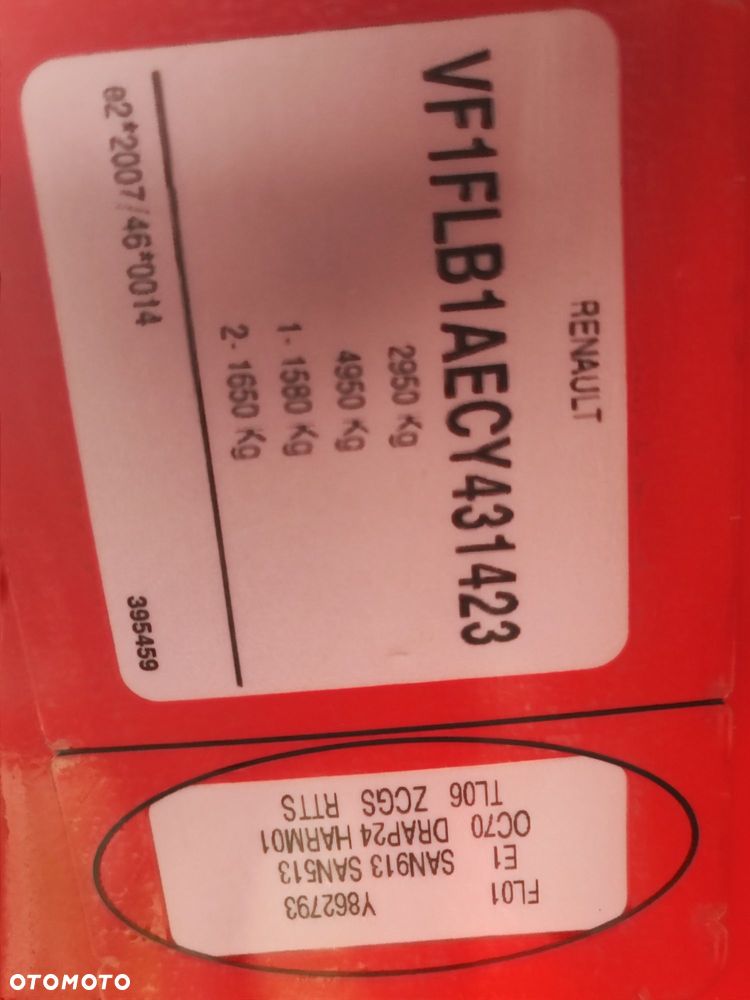 RENAULT
VF1FLB1AECY431423
2950 Kg
4950 Kg
1- 1580 Kg
2- 1650 Kg
e2*2007/46*0014
395459
FL01 Y862793
E1 SAN913 SAN513
OC70 DRAP24 HARM01
TL06 ZCGS RTTS
OTOMOTO